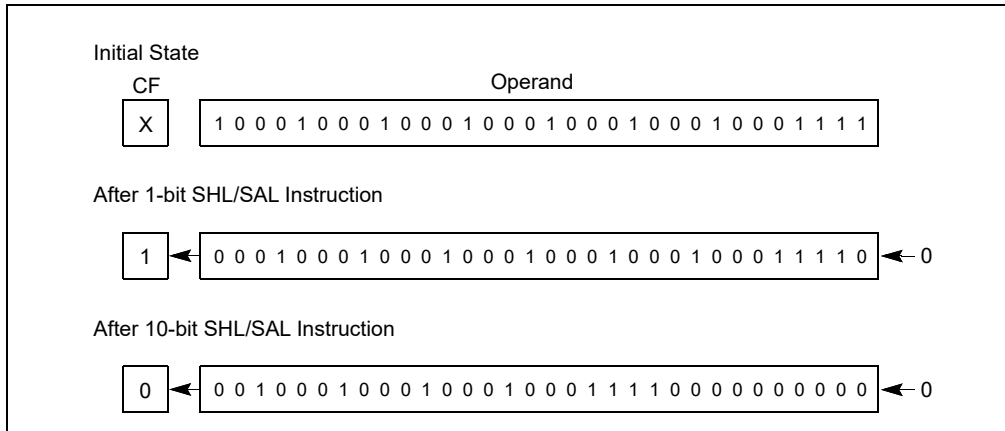 Initial State
CF Operand
X 1 0 0 0 1 0 0 0 1 0 0 0 1 0 0 0 1 0 0 0 1 0 0 0 1 0 0 0 1 1 1 1
After 1-bit SHL/SAL Instruction
1 0 0 0 1 0 0 0 1 0 0 0 1 0 0 0 1 0 0 0 1 0 0 0 1 0 0 0 1 1 1 1 0 0
After 10-bit SHL/SAL Instruction
0 0 0 1 0 0 0 1 0 0 0 1 0 0 0 1 0 0 0 1 1 1 1 0 0 0 0 0 0 0 0 0 0 0